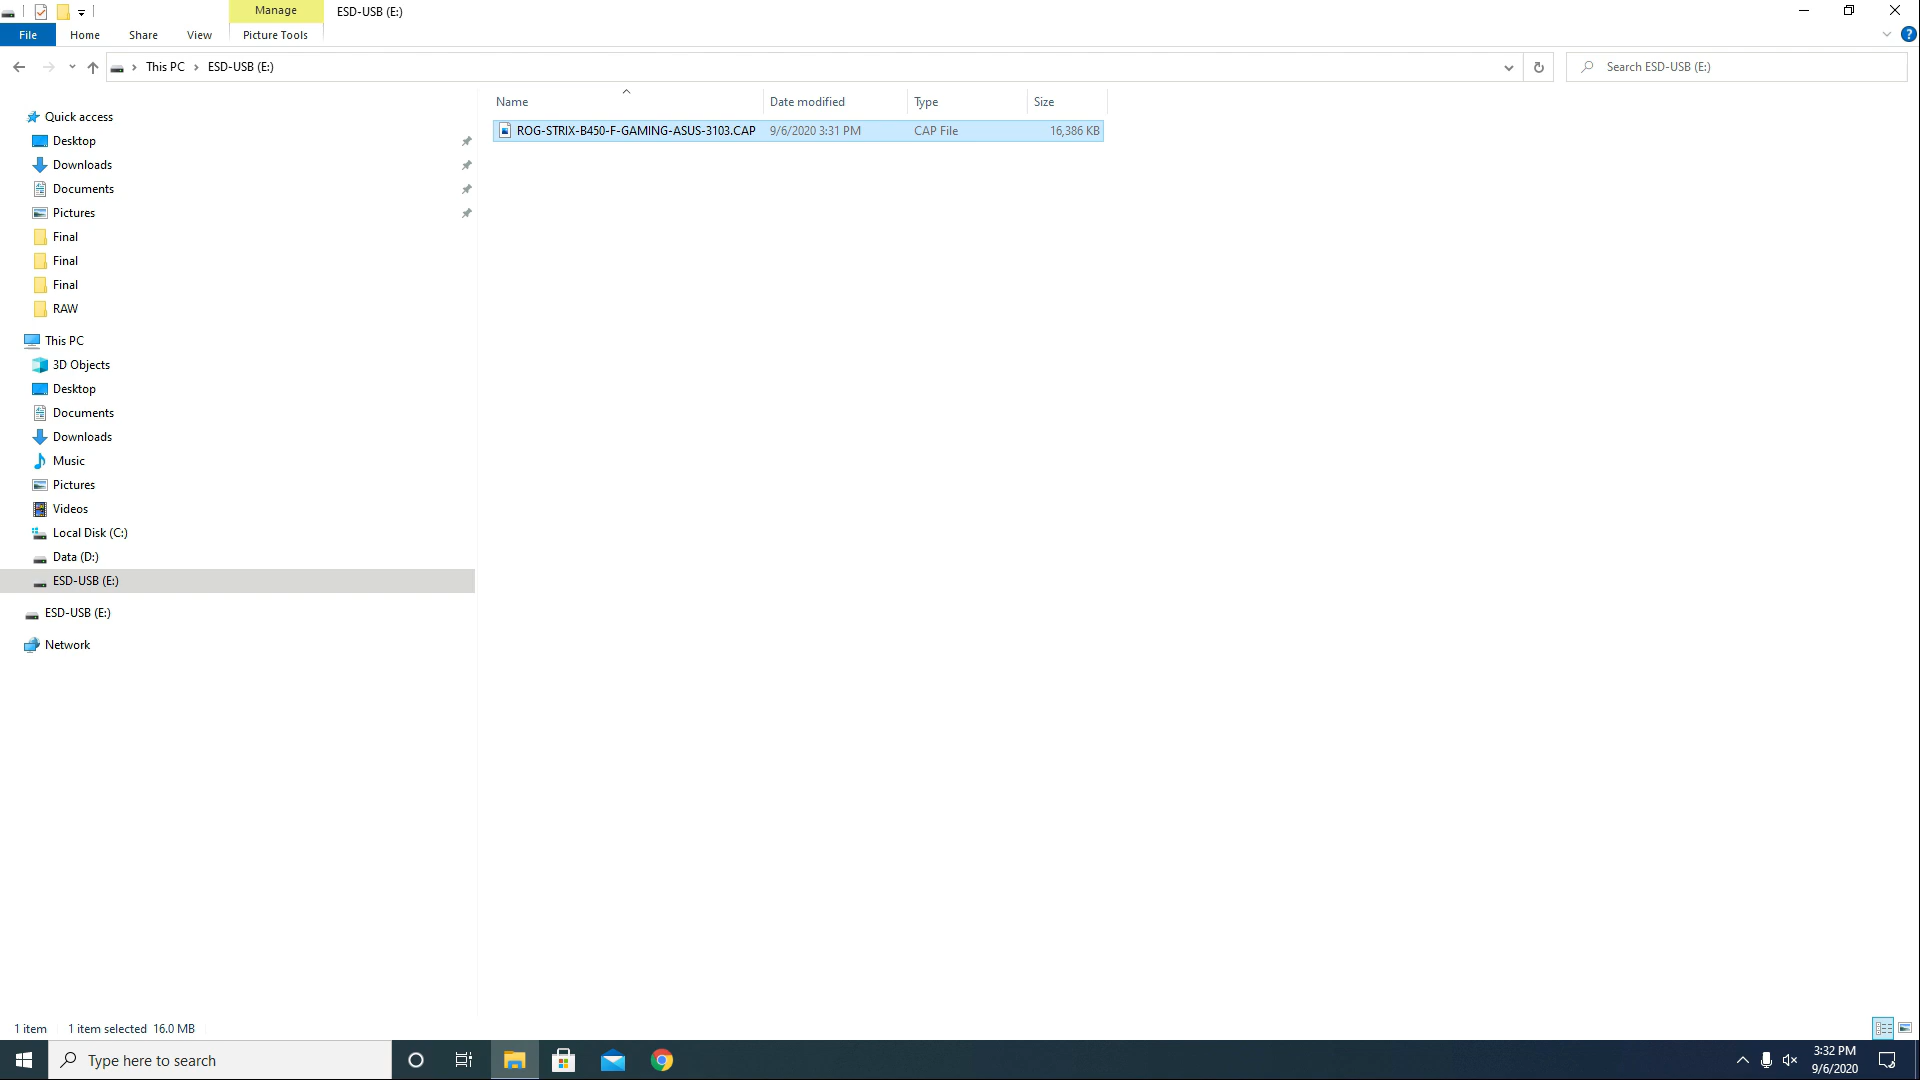 Manage
ESD-USB (E:)
File
Home
Share
View
Picture Tools
?
This PC
ESD-USB (E:)
Search ESD-USB (E:)
Name
Date modified
Type
Size
ROG-STRIX-B450-F-GAMING-ASUS-3103.CAP
9/6/2020 3:31 PM
CAP File
16,386 KB
Quick access
Desktop
Downloads
Documents
Pictures
Final
Final
Final
RAW
This PC
3D Objects
Desktop
Documents
Downloads
Music
Pictures
Videos
Local Disk (C:)
Data (D:)
ESD-USB (E:)
ESD-USB (E:)
Network
1 item
1 item selected 16.0 MB
Type here to search
3:32 PM
9/6/2020